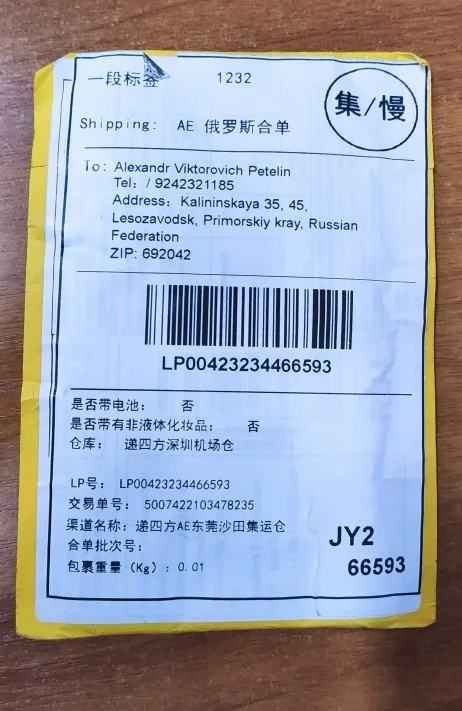 一段标签 1232
集/慢
Shipping: AE 俄罗斯合单
To: Alexandr Viktorovich Petelin
Tel: / 9242321185
Address: Kalininskaya 35, 45,
Lesozavodsk, Primorskiy kray, Russian
Federation
ZIP: 692042
LP00423234466593
是否带电池： 否
是否带有非液体化妆品： 否
仓库： 递四方深圳机场仓
LP号： LP00423234466593
交易单号： 5007422103478235
渠道名称：递四方AE东莞沙田集运仓
合单批次号：
包裹重量（Kg）：0.01
JY2
66593